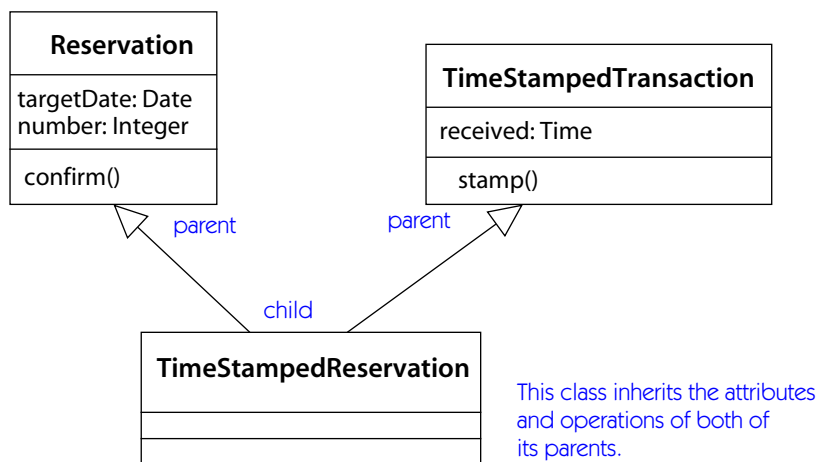 Reservation
targetDate: Date
number: Integer
confirm()
TimeStampedTransaction
received: Time
stamp()
parent
parent
child
TimeStampedReservation
This class inherits the attributes
and operations of both of
its parents.